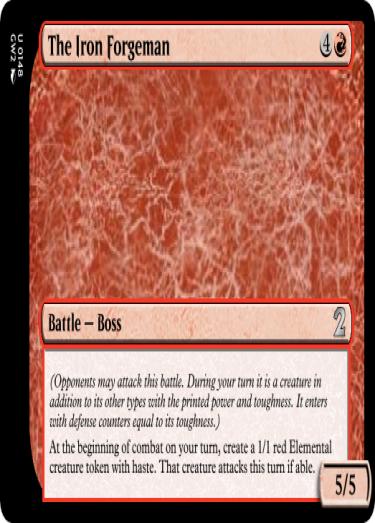 The Iron Forgeman 4
U 0148
GW2
Battle – Boss 2
(Opponents may attack this battle. During your turn it is a creature in
addition to its other types with the printed power and toughness. It enters
with defense counters equal to its toughness.)
At the beginning of combat on your turn, create a 1/1 red Elemental
creature token with haste. That creature attacks this turn if able.
5/5